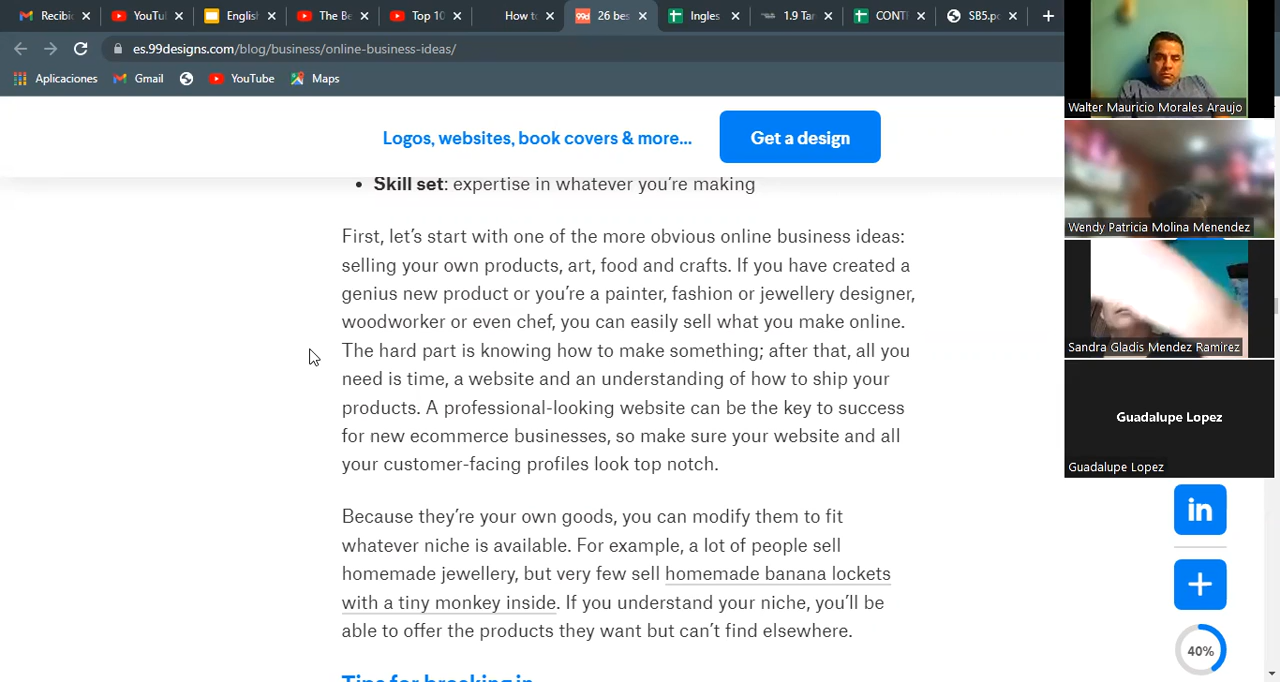 Recibi
YouTu
English
The Be
Top 10
How to
99d
26 bes
Ingles
1.9 Tar
CONTI
SB5.pd
es.99designs.com/blog/business/online-business-ideas/
Aplicaciones
Gmail
YouTube
Maps
Logos, websites, book covers & more...
Get a design
• Skill set: expertise in whatever you're making
First, let's start with one of the more obvious online business ideas:
selling your own products, art, food and crafts. If you have created a
genius new product or you're a painter, fashion or jewellery designer,
woodworker or even chef, you can easily sell what you make online.
The hard part is knowing how to make something; after that, all you
need is time, a website and an understanding of how to ship your
products. A professional-looking website can be the key to success
for new ecommerce businesses, so make sure your website and all
your customer-facing profiles look top notch.
Because they're your own goods, you can modify them to fit
whatever niche is available. For example, a lot of people sell
homemade jewellery, but very few sell homemade banana lockets
with a tiny monkey inside. If you understand your niche, you'll be
able to offer the products they want but can't find elsewhere.
Tips for breaking in
Walter Mauricio Morales Araujo
Wendy Patricia Molina Menendez
Sandra Gladis Mendez Ramirez
Guadalupe Lopez
Guadalupe Lopez
in
40%